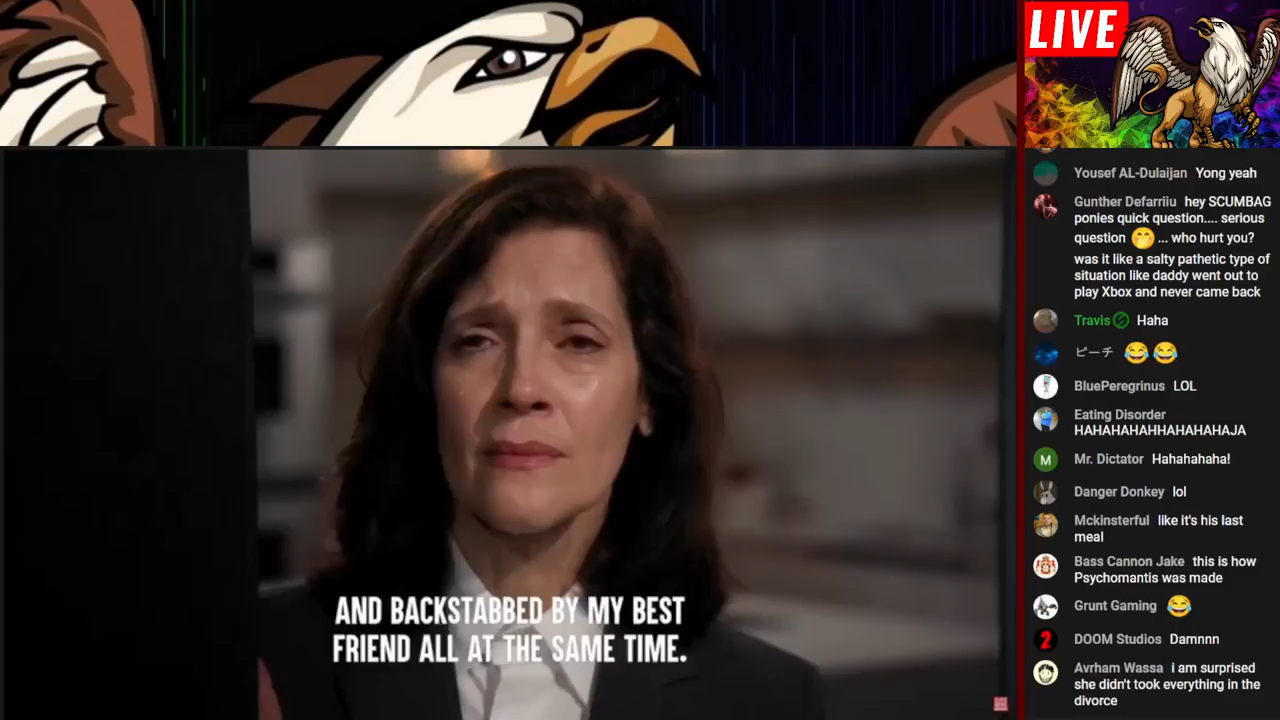 LIVE
Yousef AL-Dulaijan Yong yeah
Gunther Defarriiu hey SCUMBAG
ponies quick question.... serious
question 🤭 ... who hurt you?
was it like a salty pathetic type of
situation like daddy went out to
play Xbox and never came back
Travis Haha
ピーチ 😂 😂
BluePeregrinus LOL
Eating Disorder
HAHAHAHAHHAHAHAHAJA
M
Mr. Dictator Hahahahaha!
Danger Donkey lol
Mckinsterful like it's his last
meal
Bass Cannon Jake this is how
Psychomantis was made
Grunt Gaming 😂
2
DOOM Studios Damnnn
Avrham Wassa i am surprised
she didn't took everything in the
divorce
AND BACKSTABBED BY MY BEST
FRIEND ALL AT THE SAME TIME.